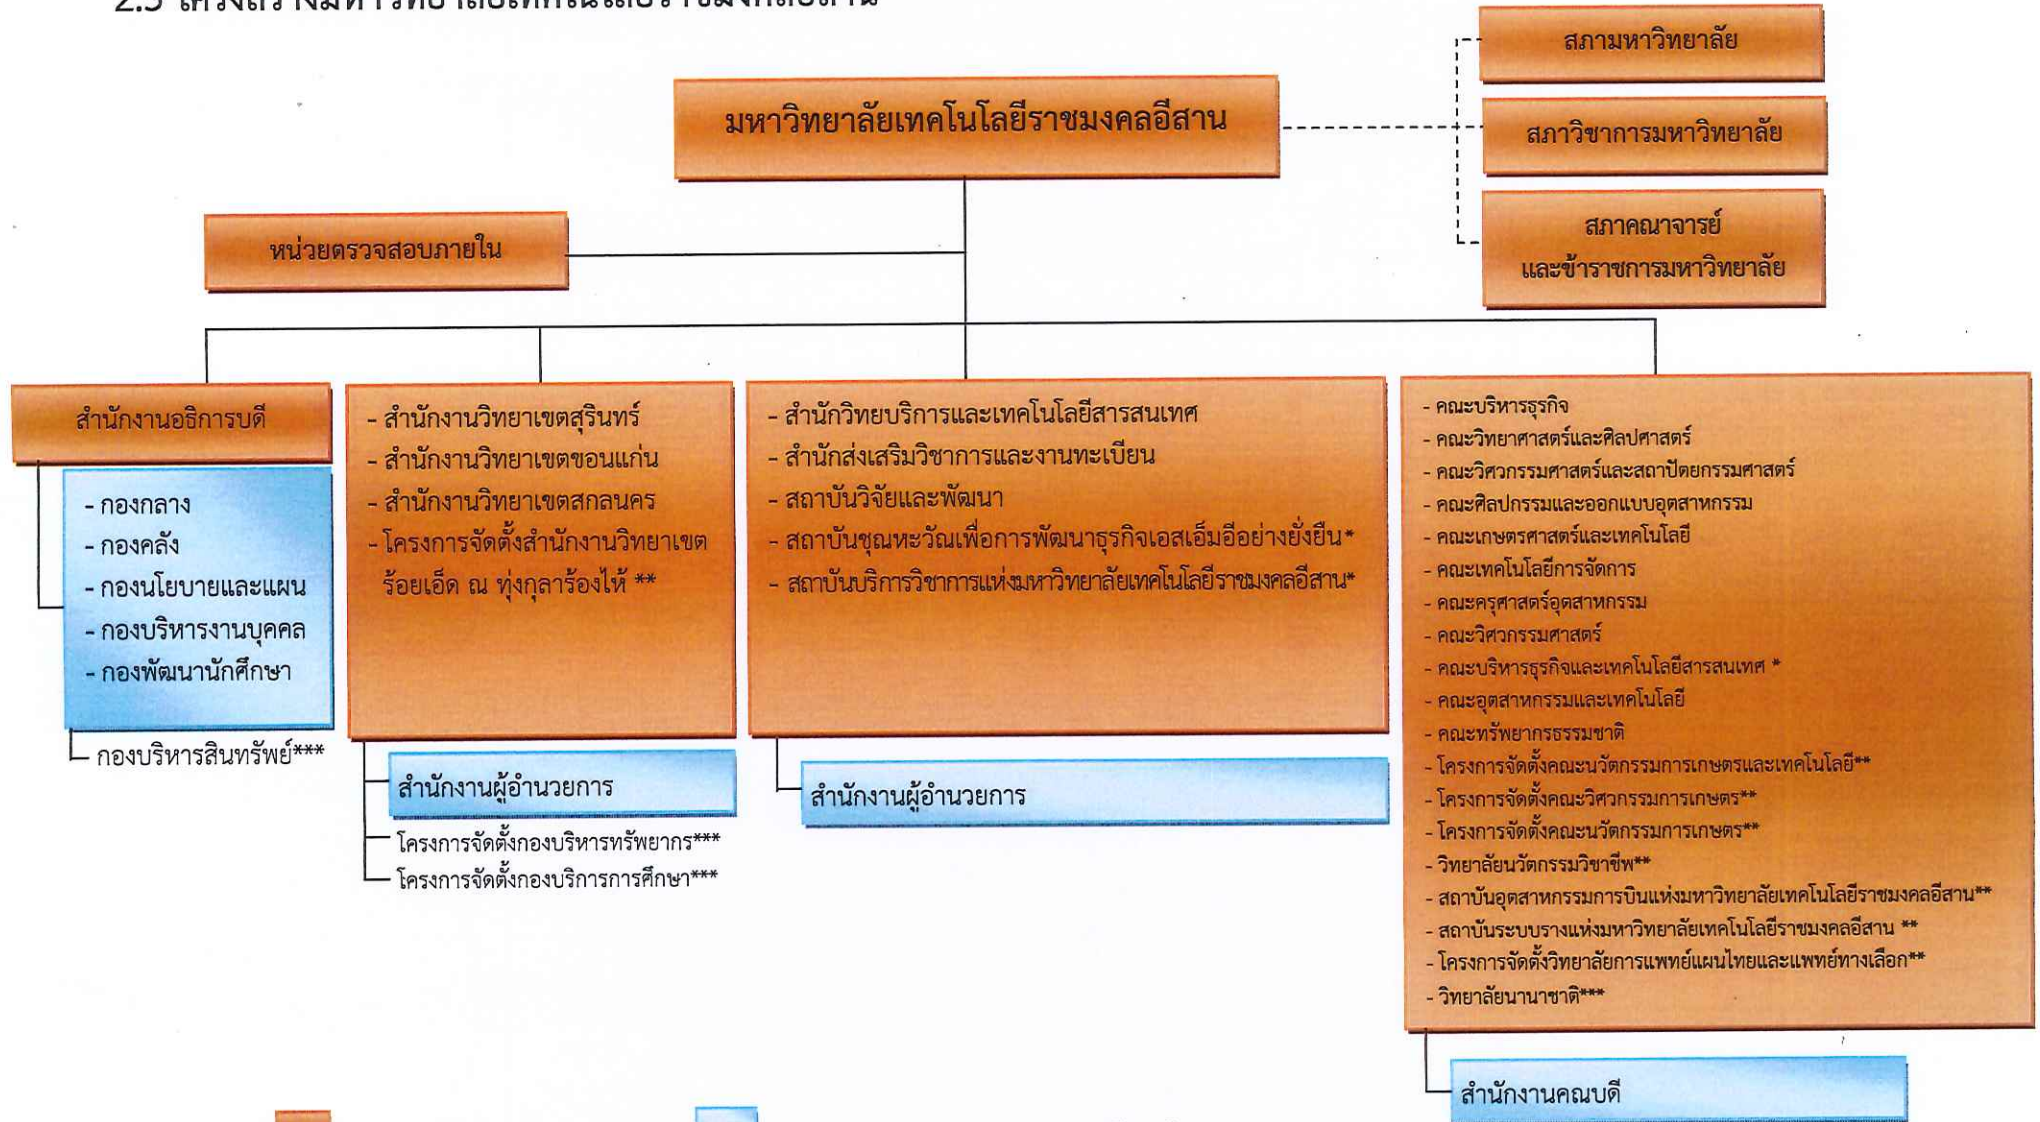 2.5 โครงสร้างมหาวิทยาลัยเทคโนโลยีราชมงคลอีสาน
สภามหาวิทยาลัย
มหาวิทยาลัยเทคโนโลยีราชมงคลอีสาน
สภาวิชาการมหาวิทยาลัย
สภาคณาจารย์
และข้าราชการมหาวิทยาลัย
หน่วยตรวจสอบภายใน
สำนักงานอธิการบดี
- กองกลาง
- กองคลัง
- กองนโยบายและแผน
- กองบริหารงานบุคคล
- กองพัฒนานักศึกษา
กองบริหารสินทรัพย์***
- สำนักงานวิทยาเขตสุรินทร์
- สำนักงานวิทยาเขตขอนแก่น
- สำนักงานวิทยาเขตสกลนคร
- โครงการจัดตั้งสำนักงานวิทยาเขต
ร้อยเอ็ด ณ ทุ่งกุลาร้องไห้ **
สำนักงานผู้อำนวยการ
โครงการจัดตั้งกองบริหารทรัพยากร***
โครงการจัดตั้งกองบริการการศึกษา***
- สำนักวิทยบริการและเทคโนโลยีสารสนเทศ
- สำนักส่งเสริมวิชาการและงานทะเบียน
- สถาบันวิจัยและพัฒนา
- สถาบันชุณหะวัณเพื่อการพัฒนาธุรกิจเอสเอ็มอีอย่างยั่งยืน*
- สถาบันบริการวิชาการแห่งมหาวิทยาลัยเทคโนโลยีราชมงคลอีสาน*
สำนักงานผู้อำนวยการ
- คณะบริหารธุรกิจ
- คณะวิทยาศาสตร์และศิลปศาสตร์
- คณะวิศวกรรมศาสตร์และสถาปัตยกรรมศาสตร์
- คณะศิลปกรรมและออกแบบอุตสาหกรรม
- คณะเกษตรศาสตร์และเทคโนโลยี
- คณะเทคโนโลยีการจัดการ
- คณะครุศาสตร์อุตสาหกรรม
- คณะวิศวกรรมศาสตร์
- คณะบริหารธุรกิจและเทคโนโลยีสารสนเทศ *
- คณะอุตสาหกรรมและเทคโนโลยี
- คณะทรัพยากรธรรมชาติ
- โครงการจัดตั้งคณะนวัตกรรมการเกษตรและเทคโนโลยี**
- โครงการจัดตั้งคณะวิศวกรรมการเกษตร**
- โครงการจัดตั้งคณะนวัตกรรมการเกษตร**
- วิทยาลัยนวัตกรรมวิชาชีพ**
- สถาบันอุตสาหกรรมการบินแห่งมหาวิทยาลัยเทคโนโลยีราชมงคลอีสาน**
- สถาบันระบบรางแห่งมหาวิทยาลัยเทคโนโลยีราชมงคลอีสาน **
- โครงการจัดตั้งวิทยาลัยการแพทย์แผนไทยและแพทย์ทางเลือก**
- วิทยาลัยนานาชาติ***
สำนักงานคณบดี